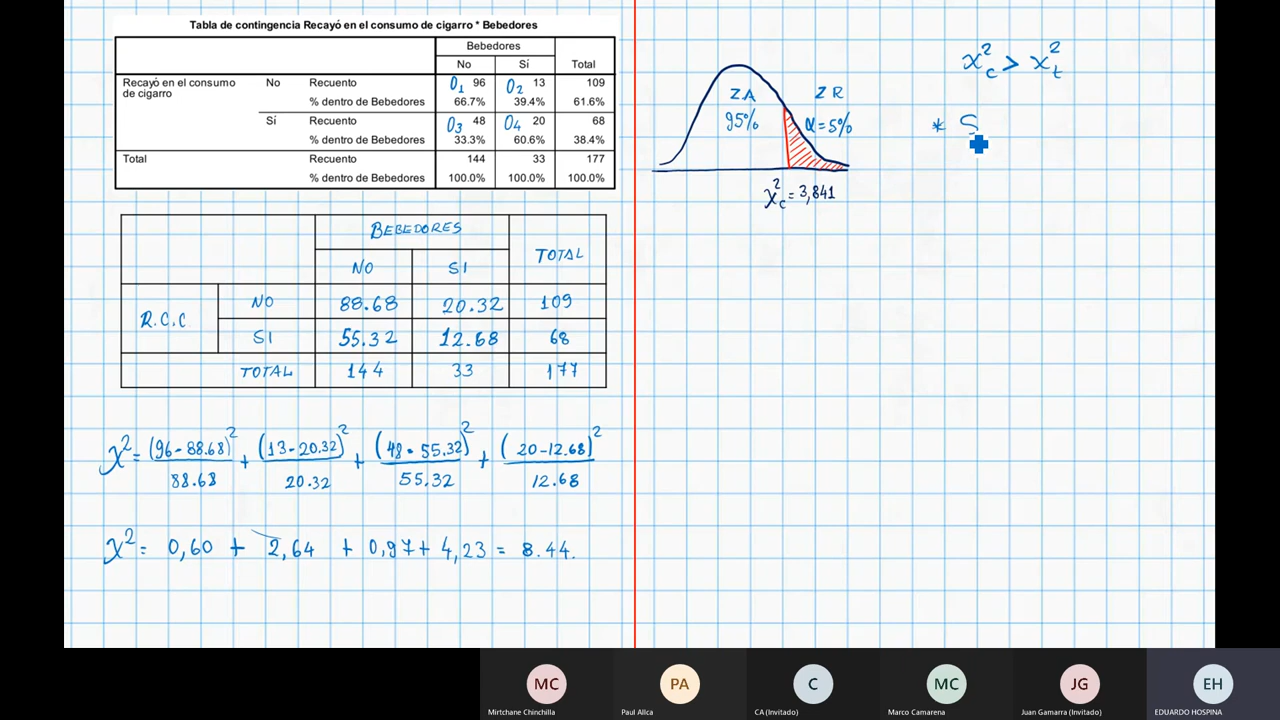 Tabla de contingencia Recayó en el consumo de cigarro * Bebedores
Bebedores
No Sí Total
Recayó en el consumo de cigarro No Recuento O1 96 O2 13 109
% dentro de Bebedores 66.7% 39.4% 61.6%
Sí Recuento O3 48 O4 20 68
% dentro de Bebedores 33.3% 60.6% 38.4%
Total Recuento 144 33 177
% dentro de Bebedores 100.0% 100.0% 100.0%
BEBEDORES TOTAL
NO SI
R.C.C NO 88.68 20.32 109
SI 55.32 12.68 68
TOTAL 144 33 177
χ² = (96-88.68)²/88.68 + (13-20.32)²/20.32 + (48-55.32)²/55.32 + (20-12.68)²/12.68
χ² = 0,60 + 2,64 + 0,97 + 4,23 = 8.44.
ZA ZR
95% α=5%
χ²c = 3,841
χ²c > χ²t
* S
MC PA C MC JG EH
Mirtchane Chinchilla Paul Allca CA (Invitado) Marco Camarena Juan Gamarra (Invitado) EDUARDO HOSPINA